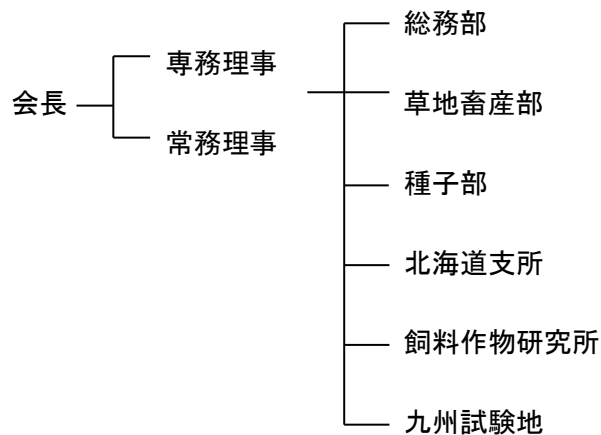 会長
専務理事
常務理事
総務部
草地畜産部
種子部
北海道支所
飼料作物研究所
九州試験地